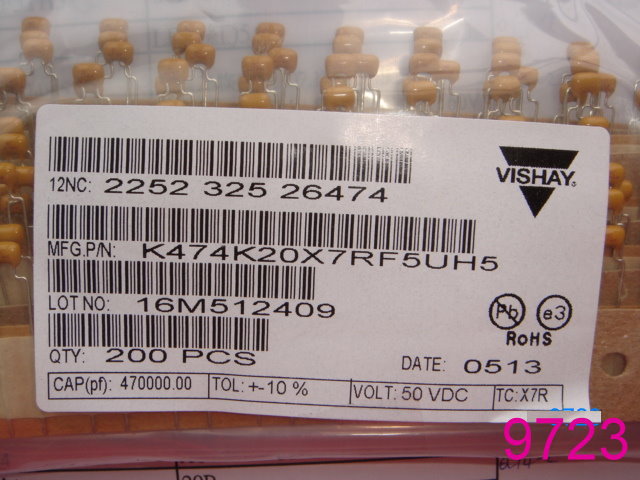 VISHAY
12NC: 2252 325 26474
MFG.P/N: K474K20X7RF5UH5
LOT NO: 16M512409
Pb e3
RoHS
QTY: 200 PCS
DATE: 0513
CAP(pf): 470000.00 TOL: +-10 % VOLT: 50 VDC TC: X7R
9723